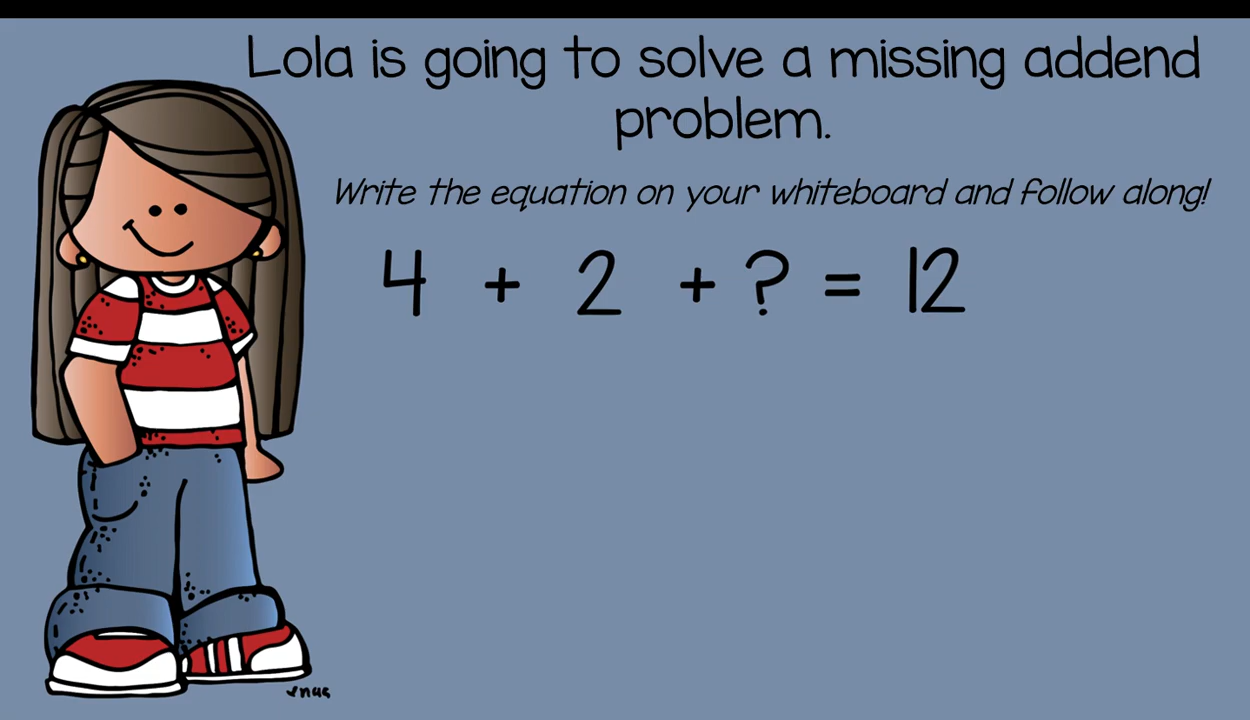 Lola is going to solve a missing addend
problem.
Write the equation on your whiteboard and follow along!
4 + 2 + ? = 12